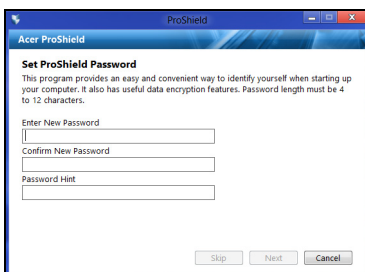 ProShield
Acer ProShield
Set ProShield Password
This program provides an easy and convenient way to identify yourself when starting up
your computer. It also has useful data encryption features. Password length must be 4
to 12 characters.
Enter New Password
Confirm New Password
Password Hint
Skip Next Cancel